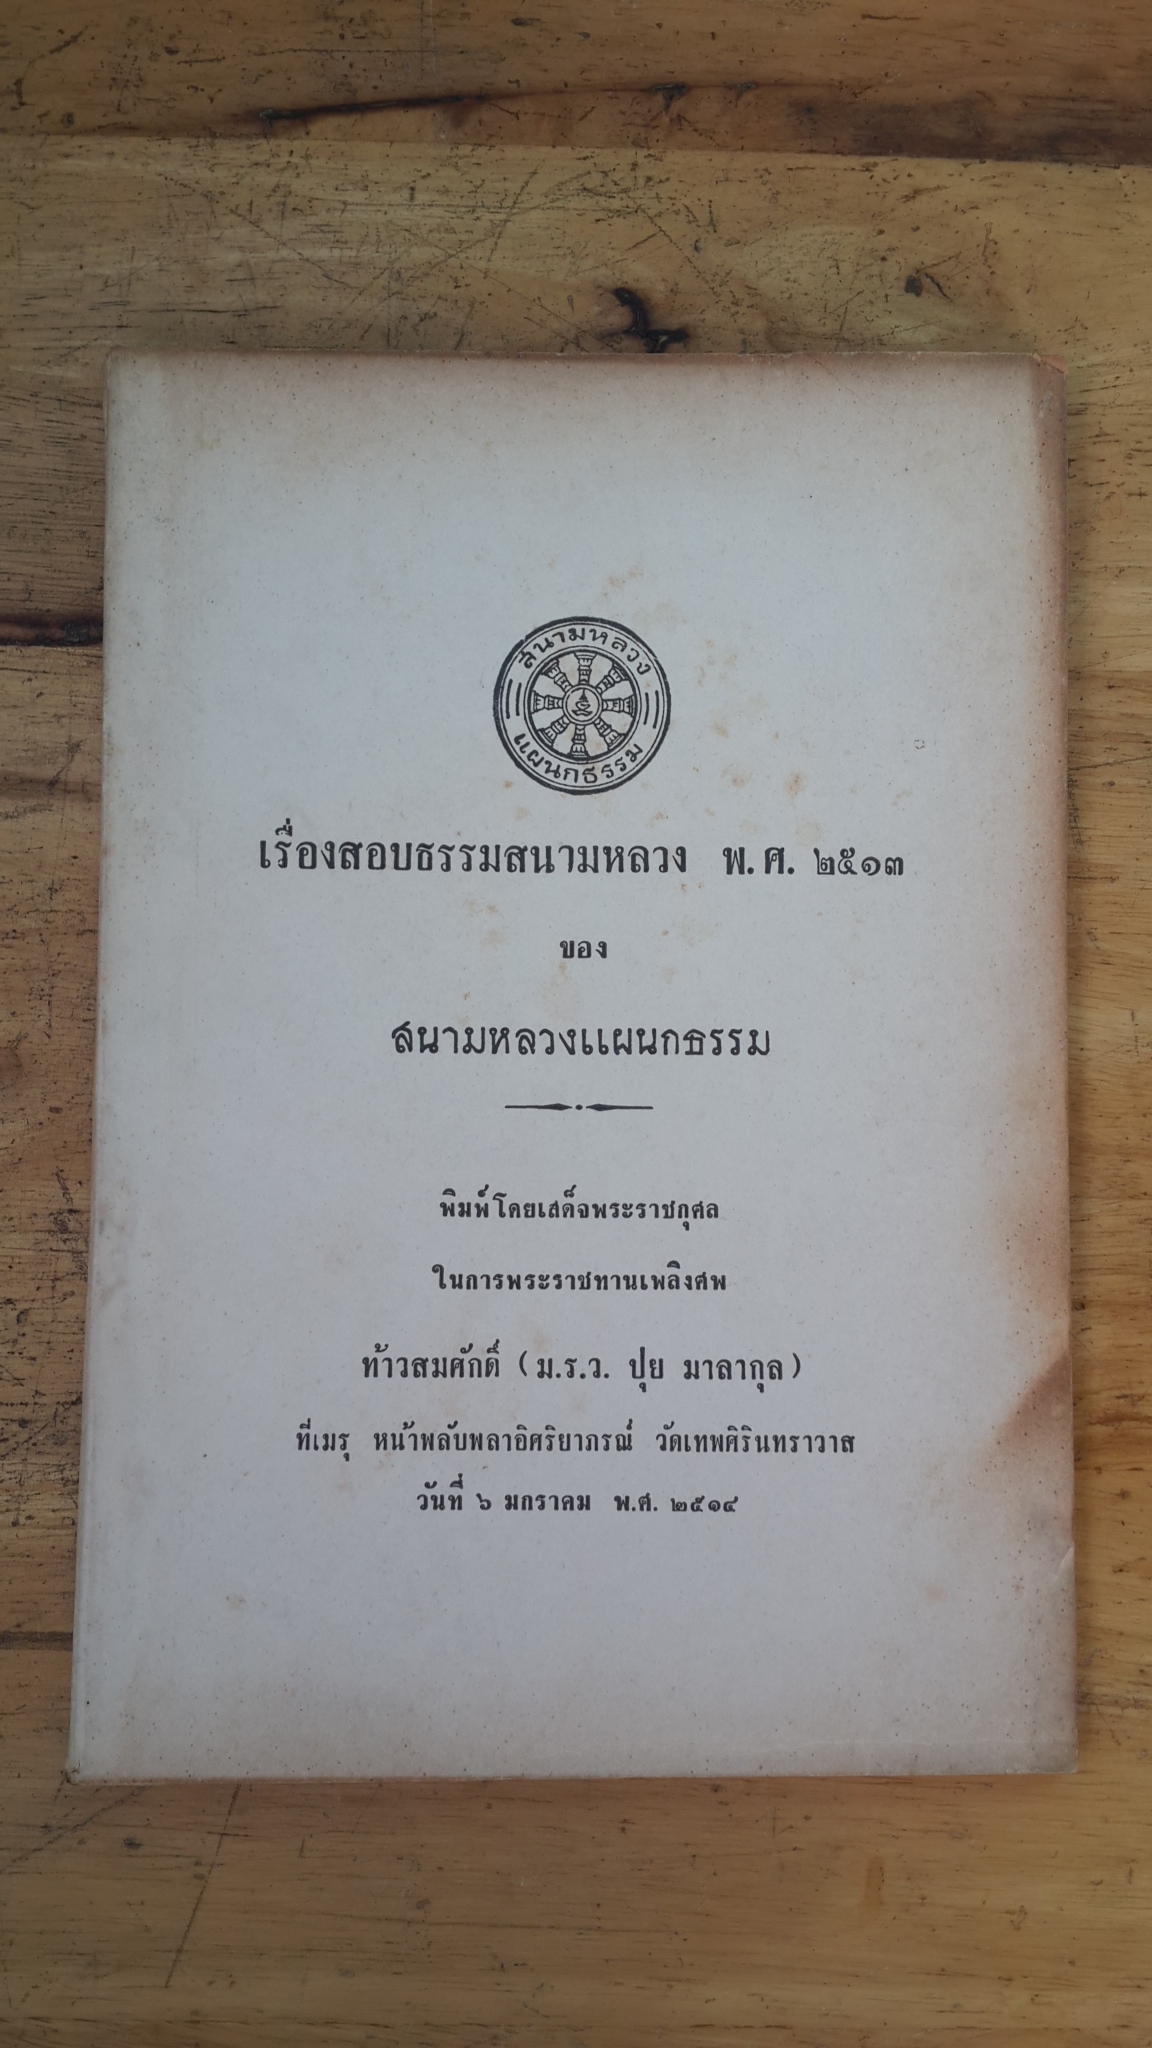 สนามหลวง
แผนกธรรม
เรื่องสอบธรรมสนามหลวง พ.ศ. ๒๕๑๓
ของ
สนามหลวงแผนกธรรม
พิมพ์โดยเสด็จพระราชกุศล
ในการพระราชทานเพลิงศพ
ท้าวสมศักดิ์ (ม.ร.ว. ปุย มาลากุล)
ที่เมรุ หน้าพลับพลาอิศริยาภรณ์ วัดเทพศิรินทราวาส
วันที่ ๖ มกราคม พ.ศ. ๒๕๑๔